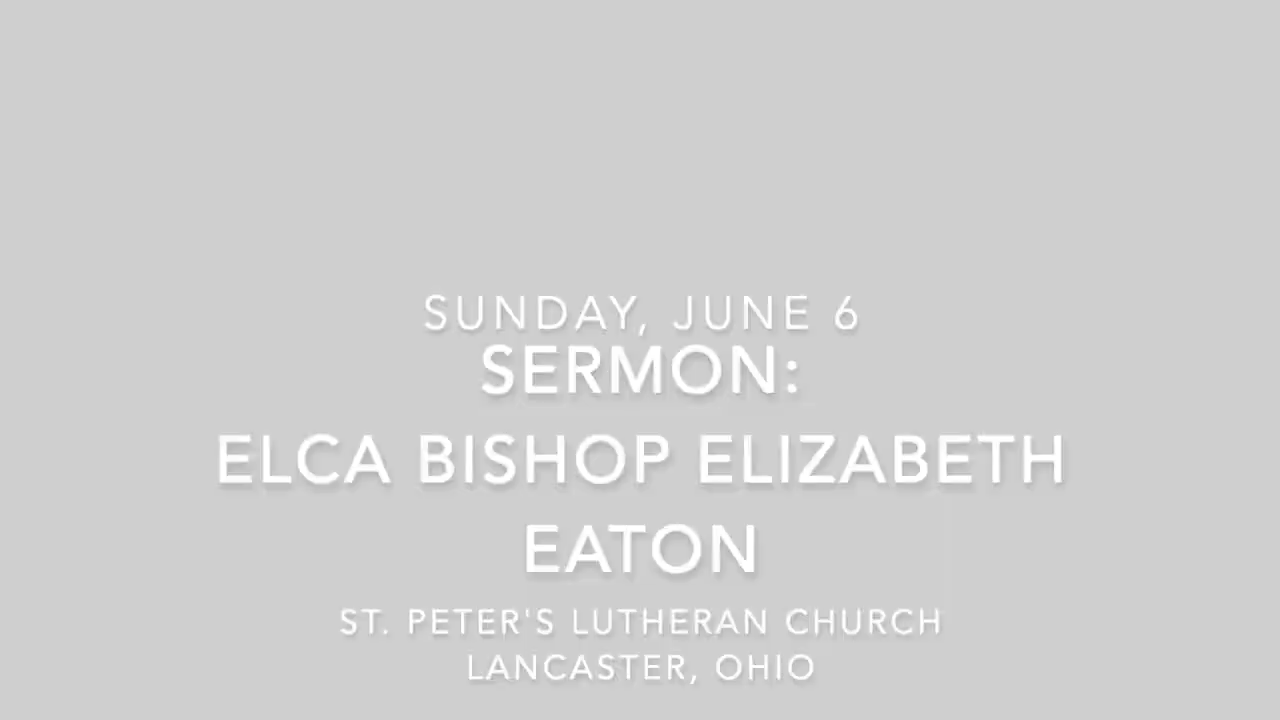 SUNDAY, JUNE 6
SERMON:
ELCA BISHOP ELIZABETH
EATON
ST. PETER'S LUTHERAN CHURCH
LANCASTER, OHIO